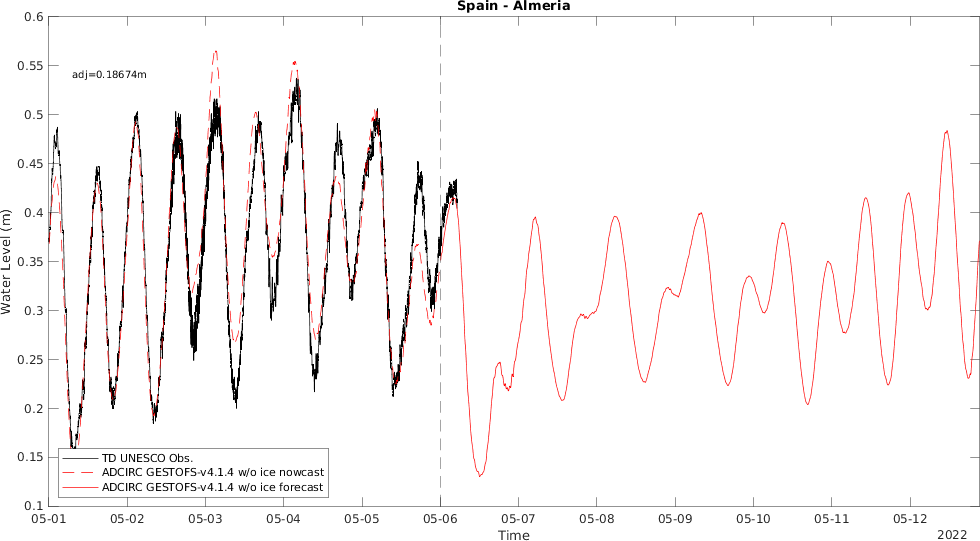 Spain - Almeria
0.6
0.55
adj=0.18674m
0.5
0.45
0.4
0.35
0.3
0.25
0.2
0.15
0.1
Water Level (m)
TD UNESCO Obs.
ADCIRC GESTOFS-v4.1.4 w/o ice nowcast
ADCIRC GESTOFS-v4.1.4 w/o ice forecast
05-01 05-02 05-03 05-04 05-05 05-06 05-07 05-08 05-09 05-10 05-11 05-12
Time
2022